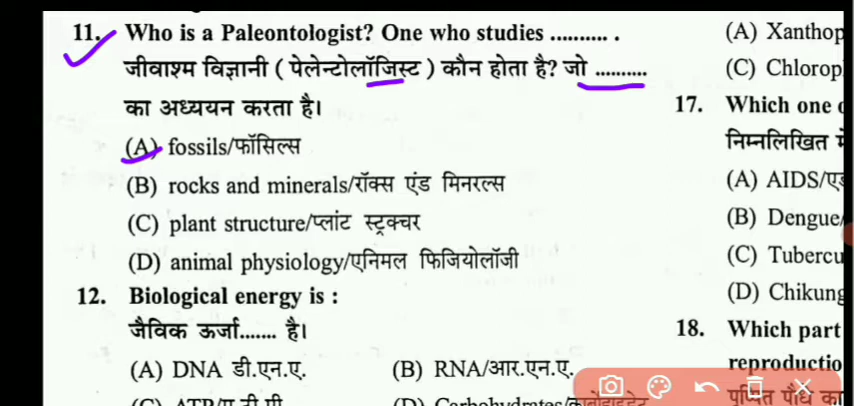 11. Who is a Paleontologist? One who studies .......... .
जीवाश्म विज्ञानी ( पेलेन्टोलॉजिस्ट ) कौन होता है? जो ..........
का अध्ययन करता है।
(A) fossils/फॉसिल्स
(B) rocks and minerals/रॉक्स एंड मिनरल्स
(C) plant structure/प्लांट स्ट्रक्चर
(D) animal physiology/एनिमल फिजियोलॉजी
12. Biological energy is :
जैविक ऊर्जा....... है।
(A) DNA डी.एन.ए. (B) RNA/आर.एन.ए.
(A) Xanthop
(C) Chlorop
17. Which one
निम्नलिखित
(A) AIDS/
(B) Dengue/
(C) Tubercu
(D) Chikung
18. Which part
reproductio